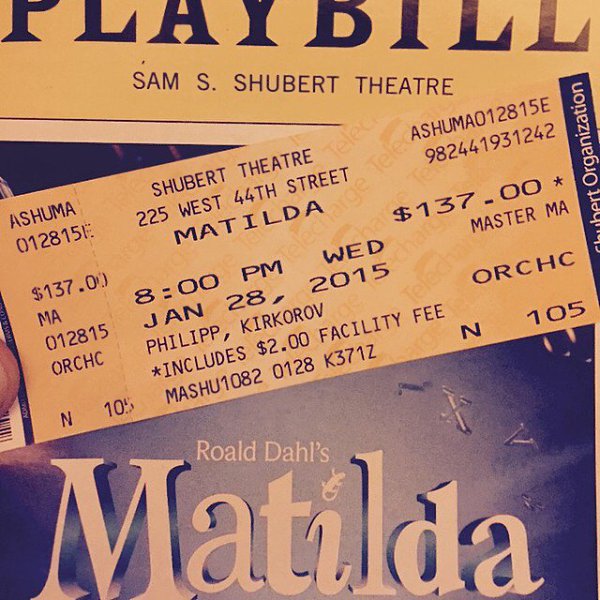 PLAYBILL
SAM S. SHUBERT THEATRE
ASHUMA
012815E
$137.00
MA
012815
ORCHC
N 105
SHUBERT THEATRE
225 WEST 44TH STREET
MATILDA
8:00 PM WED
JAN 28, 2015
PHILIPP, KIRKOROV
*INCLUDES $2.00 FACILITY FEE
MASHU1082 0128 K371Z
ASHUMA012815E
982441931242
$137.00 *
MASTER MA
ORCHC
N 105
Shubert Organization
Roald Dahl's
Matilda